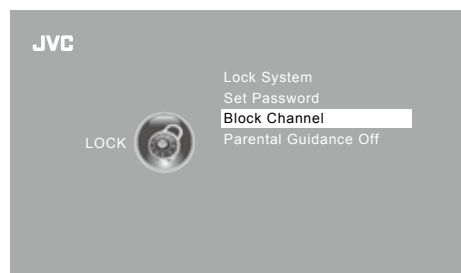 JVC
Lock System
Set Password
Block Channel
Parental Guidance Off
LOCK